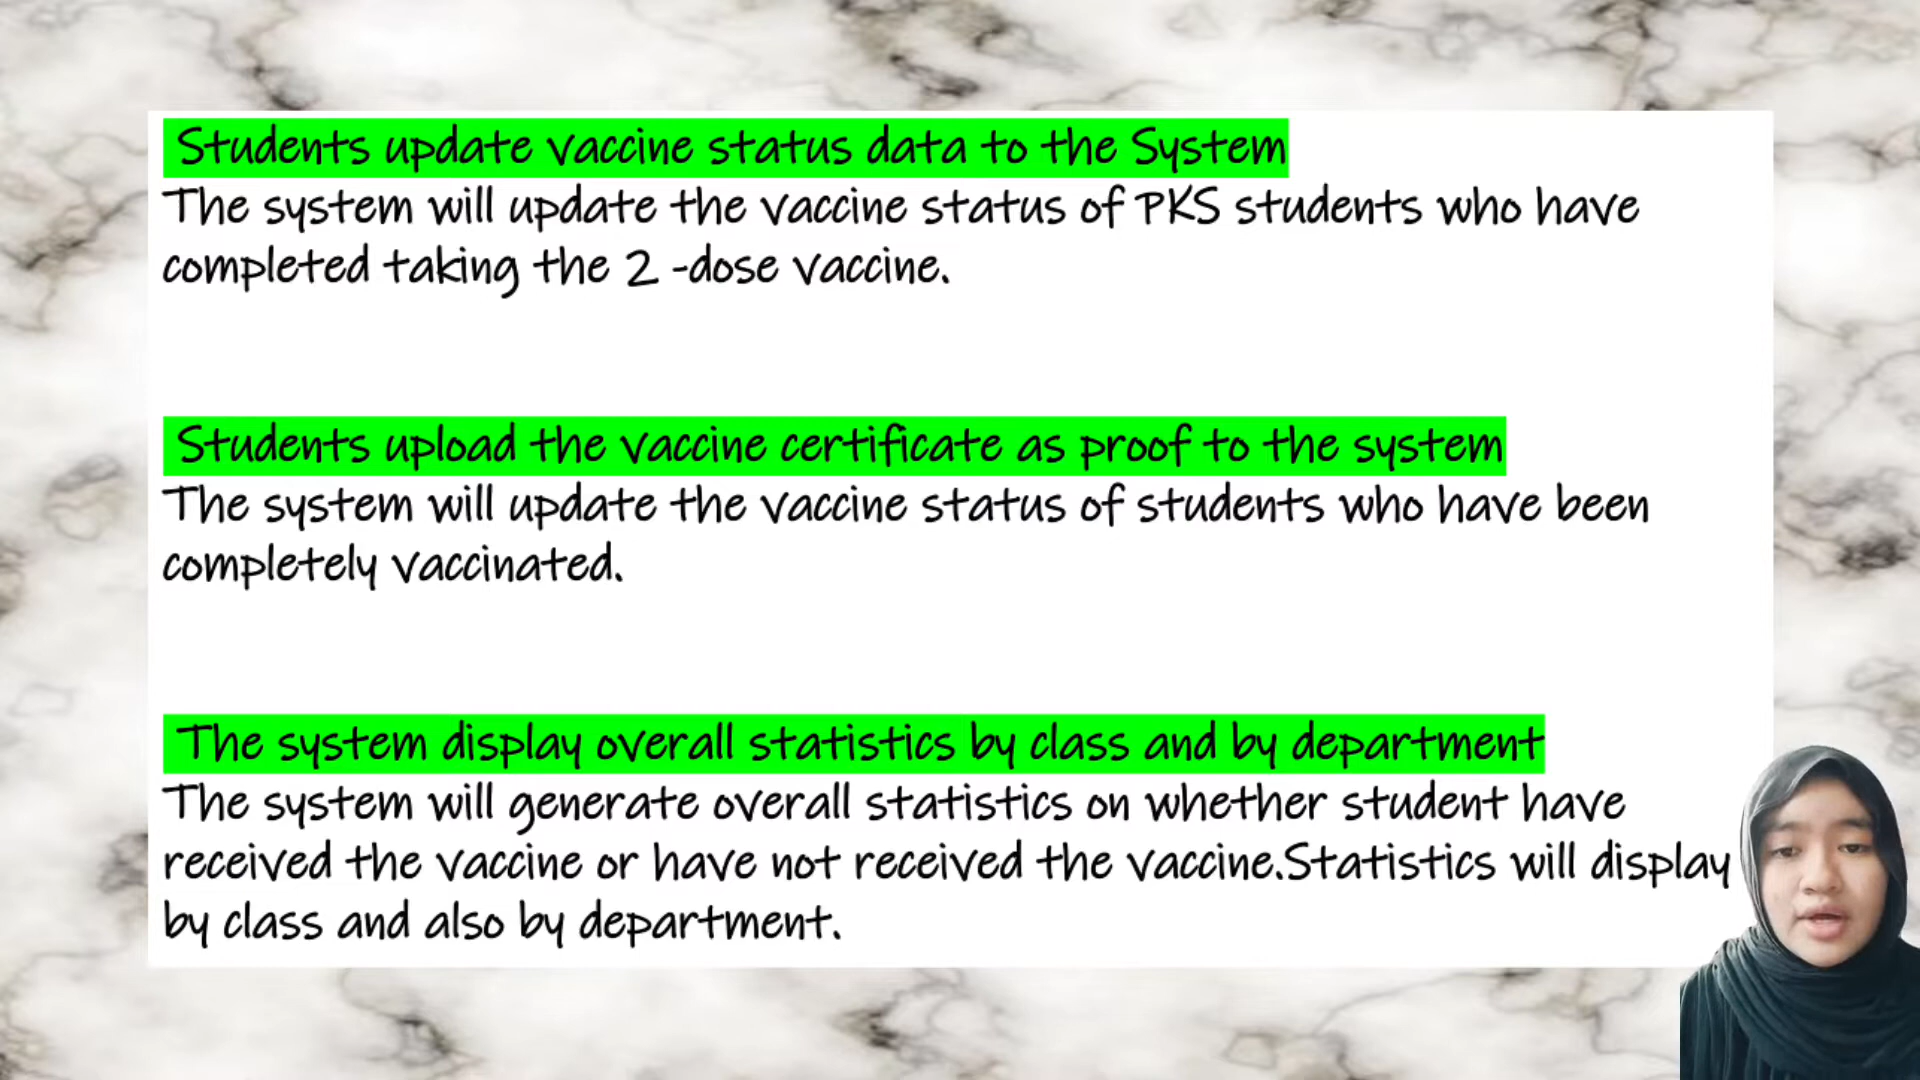 Students update vaccine status data to the System
The system will update the vaccine status of PKS students who have
completed taking the 2 -dose vaccine.
Students upload the vaccine certificate as proof to the system
The system will update the vaccine status of students who have been
completely vaccinated.
The system display overall statistics by class and by department
The system will generate overall statistics on whether student have
received the vaccine or have not received the vaccine.Statistics will display
by class and also by department.